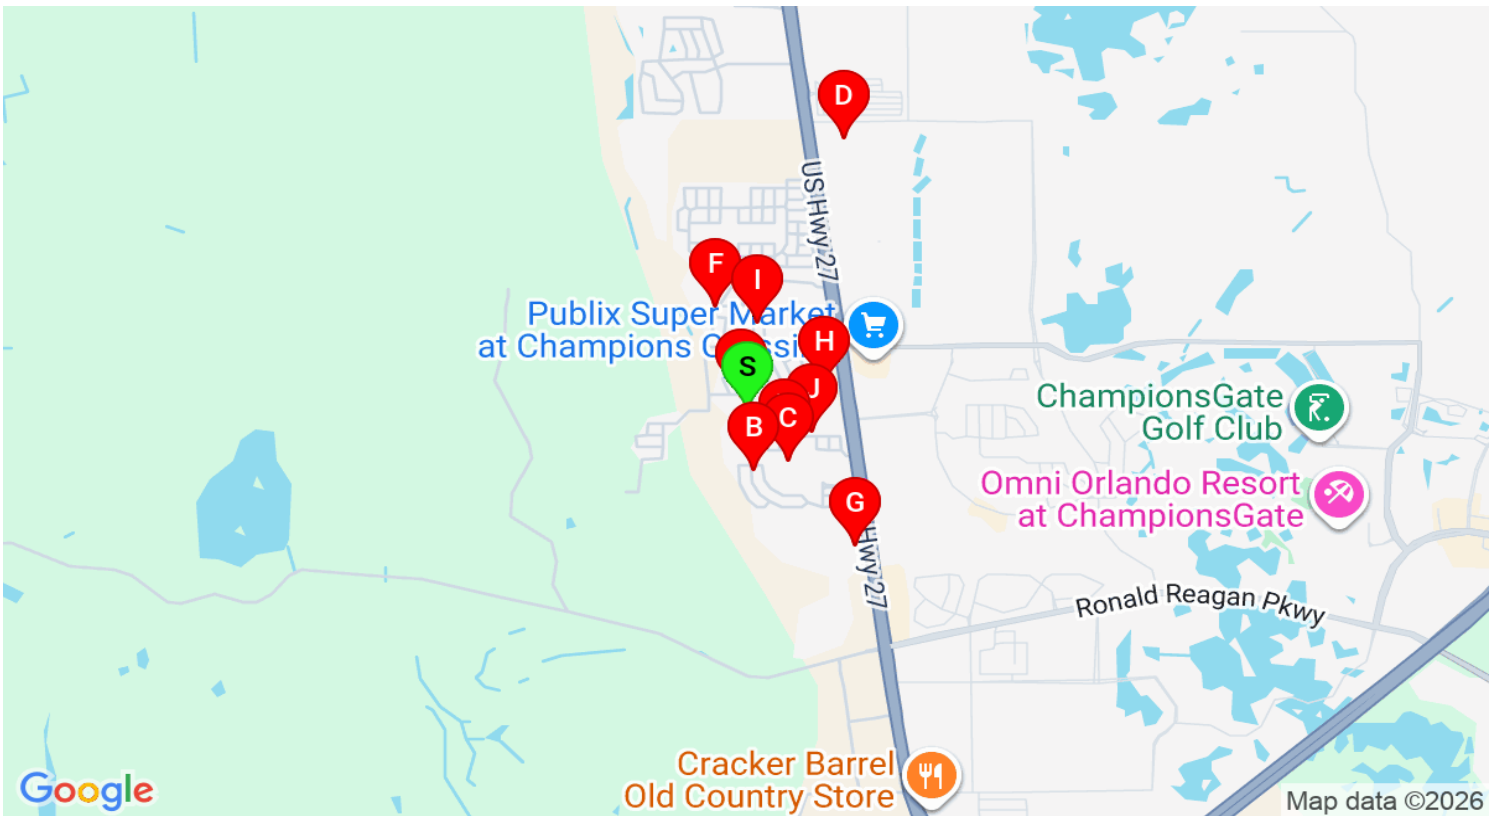 D
US Hwy 27
F
I
Publix Super Market
at Champions
H
S
J
C
B
ChampionsGate
Golf Club
Omni Orlando Resort
at ChampionsGate
G
Hwy 27
Ronald Reagan Pkwy
Cracker Barrel
Old Country Store
Google
Map data ©2026